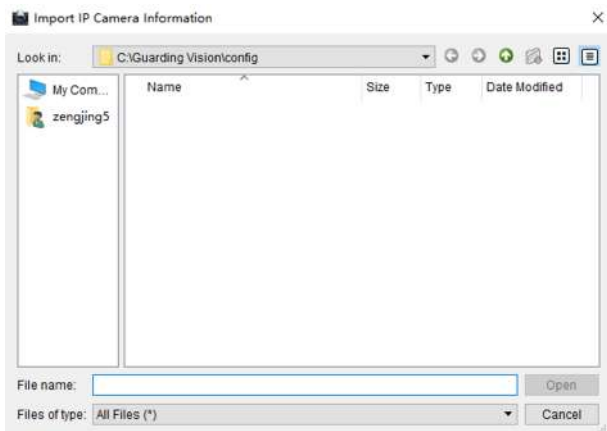 Import IP Camera Information
Look in: C:\Guarding Vision\config
Name Size Type Date Modified
My Com...
zengjing5
File name: Open
Files of type: All Files (*) Cancel